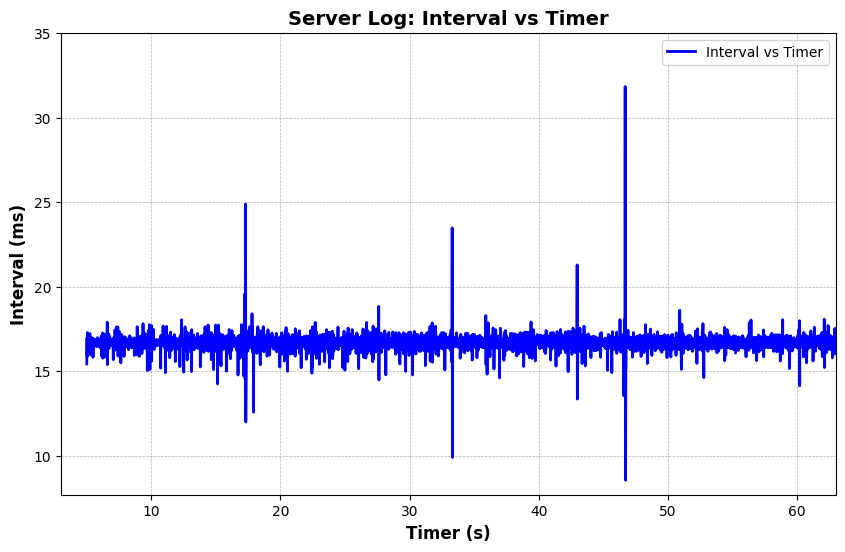 Server Log: Interval vs Timer
Interval vs Timer
35
30
25
20
15
10
Interval (ms)
10 20 30 40 50 60
Timer (s)